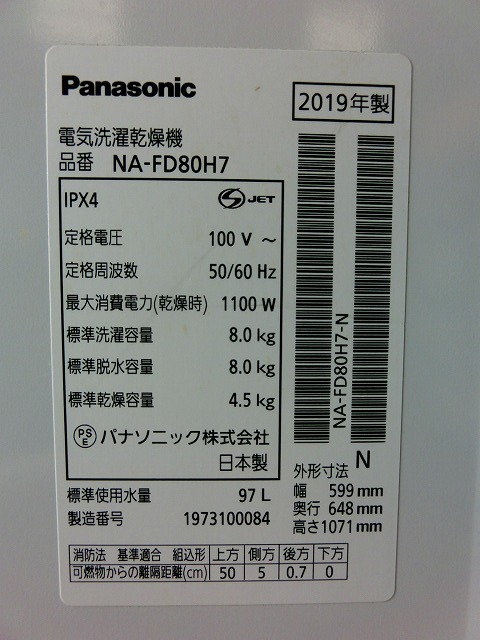 Panasonic
2019年製
電気洗濯乾燥機
品番 NA-FD80H7
IPX4 S JET
定格電圧 100 V ～
定格周波数 50/60 Hz
最大消費電力(乾燥時) 1100 W
標準洗濯容量 8.0 kg
標準脱水容量 8.0 kg
標準乾燥容量 4.5 kg
PSE パナソニック株式会社
日本製
NA-FD80H7-N
N
標準使用水量 97 L
製造番号 1973100084
外形寸法
幅 599 mm
奥行 648 mm
高さ1071 mm
消防法 基準適合 組込形 上方 側方 後方 下方
可燃物からの離隔距離(cm) 50 5 0.7 0